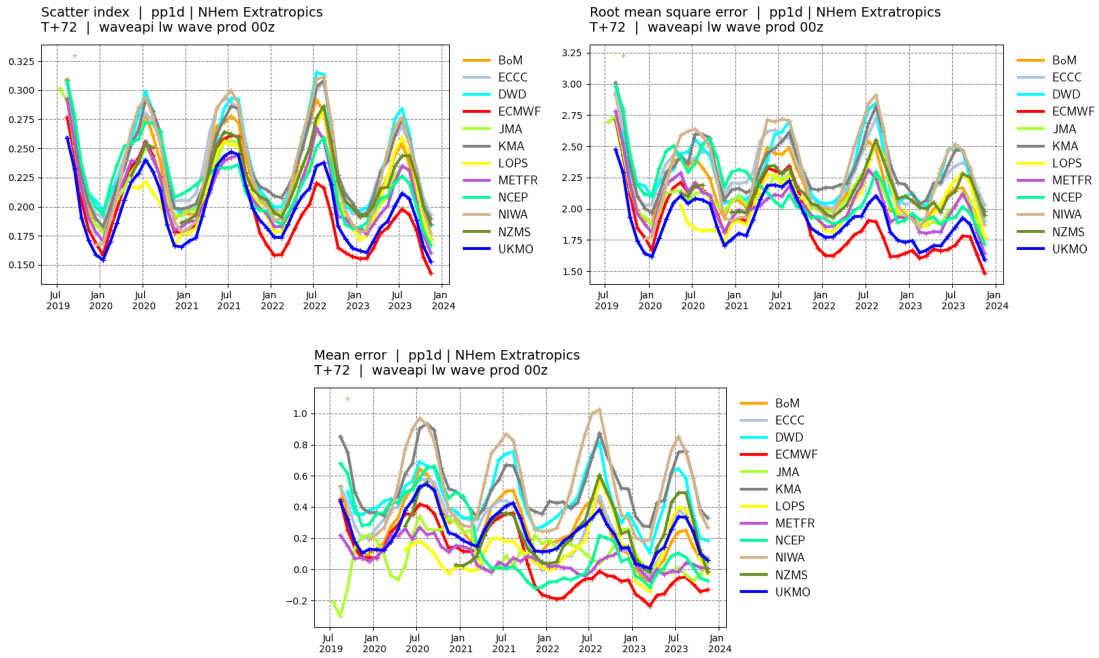 Scatter index | pp1d | NHem Extratropics
T+72 | waveapi lw wave prod 00z
0.325
0.300
0.275
0.250
0.225
0.200
0.175
0.150
Jul 2019
Jan 2020
Jul 2020
Jan 2021
Jul 2021
Jan 2022
Jul 2022
Jan 2023
Jul 2023
Jan 2024
BoM
ECCC
DWD
ECMWF
JMA
KMA
LOPS
METFR
NCEP
NIWA
NZMS
UKMO
Root mean square error | pp1d | NHem Extratropics
T+72 | waveapi lw wave prod 00z
3.25
3.00
2.75
2.50
2.25
2.00
1.75
1.50
Jul 2019
Jan 2020
Jul 2020
Jan 2021
Jul 2021
Jan 2022
Jul 2022
Jan 2023
Jul 2023
Jan 2024
BoM
ECCC
DWD
ECMWF
JMA
KMA
LOPS
METFR
NCEP
NIWA
NZMS
UKMO
Mean error | pp1d | NHem Extratropics
T+72 | waveapi lw wave prod 00z
1.0
0.8
0.6
0.4
0.2
0.0
−0.2
Jul 2019
Jan 2020
Jul 2020
Jan 2021
Jul 2021
Jan 2022
Jul 2022
Jan 2023
Jul 2023
Jan 2024
BoM
ECCC
DWD
ECMWF
JMA
KMA
LOPS
METFR
NCEP
NIWA
NZMS
UKMO